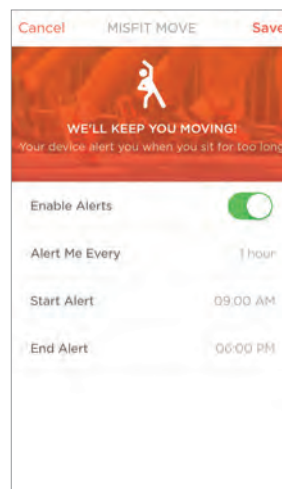 Cancel MISFIT MOVE Save
WE'LL KEEP YOU MOVING!
Your device alert you when you sit for too long
Enable Alerts
Alert Me Every 1 hour
Start Alert 09:00 AM
End Alert 06:00 PM